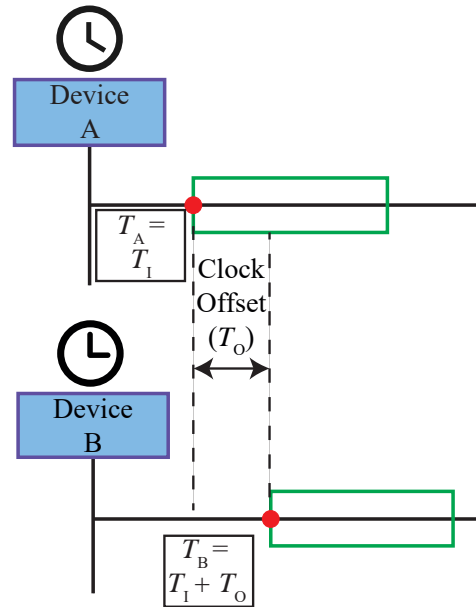 Device
A
T_A =
T_I
Clock
Offset
(T_O)
Device
B
T_B =
T_I + T_O